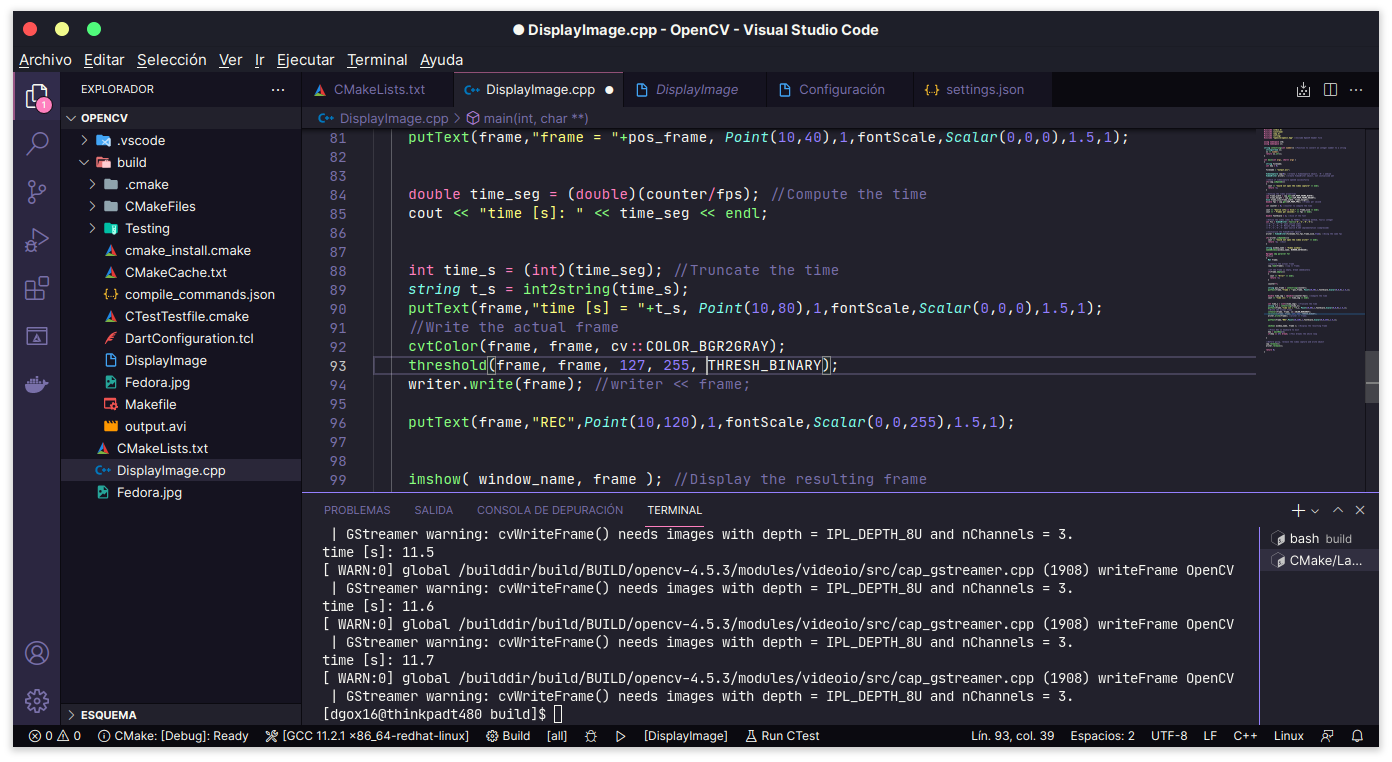 DisplayImage.cpp - OpenCV - Visual Studio Code
Archivo Editar Selección Ver Ir Ejecutar Terminal Ayuda
1
EXPLORADOR
OPENCV
.vscode
build
.cmake
CMakeFiles
Testing
cmake_install.cmake
CMakeCache.txt
compile_commands.json
CTestTestfile.cmake
DartConfiguration.tcl
DisplayImage
Fedora.jpg
Makefile
output.avi
CMakeLists.txt
DisplayImage.cpp
Fedora.jpg
ESQUEMA
CMakeLists.txt DisplayImage.cpp DisplayImage Configuración settings.json
DisplayImage.cpp > main(int, char **)
81 putText(frame,"frame = "+pos_frame, Point(10,40),1,fontScale,Scalar(0,0,0),1.5,1);
82
83
84 double time_seg = (double)(counter/fps); //Compute the time
85 cout << "time [s]: " << time_seg << endl;
86
87
88 int time_s = (int)(time_seg); //Truncate the time
89 string t_s = int2string(time_s);
90 putText(frame,"time [s] = "+t_s, Point(10,80),1,fontScale,Scalar(0,0,0),1.5,1);
91 //Write the actual frame
92 cvtColor(frame, frame, cv::COLOR_BGR2GRAY);
93 threshold(frame, frame, 127, 255, THRESH_BINARY);
94 writer.write(frame); //writer << frame;
95
96 putText(frame,"REC",Point(10,120),1,fontScale,Scalar(0,0,255),1.5,1);
97
98
99 imshow( window_name, frame ); //Display the resulting frame
PROBLEMAS SALIDA CONSOLA DE DEPURACIÓN TERMINAL
| GStreamer warning: cvWriteFrame() needs images with depth = IPL_DEPTH_8U and nChannels = 3.
time [s]: 11.5
[ WARN:0] global /builddir/build/BUILD/opencv-4.5.3/modules/videoio/src/cap_gstreamer.cpp (1908) writeFrame OpenCV
| GStreamer warning: cvWriteFrame() needs images with depth = IPL_DEPTH_8U and nChannels = 3.
time [s]: 11.6
[ WARN:0] global /builddir/build/BUILD/opencv-4.5.3/modules/videoio/src/cap_gstreamer.cpp (1908) writeFrame OpenCV
| GStreamer warning: cvWriteFrame() needs images with depth = IPL_DEPTH_8U and nChannels = 3.
time [s]: 11.7
[ WARN:0] global /builddir/build/BUILD/opencv-4.5.3/modules/videoio/src/cap_gstreamer.cpp (1908) writeFrame OpenCV
| GStreamer warning: cvWriteFrame() needs images with depth = IPL_DEPTH_8U and nChannels = 3.
[dgox16@thinkpadt480 build]$
bash build
CMake/La...
0 0 CMake: [Debug]: Ready [GCC 11.2.1 x86_64-redhat-linux] Build [all] [DisplayImage] Run CTest Lín. 93, col. 39 Espacios: 2 UTF-8 LF C++ Linux